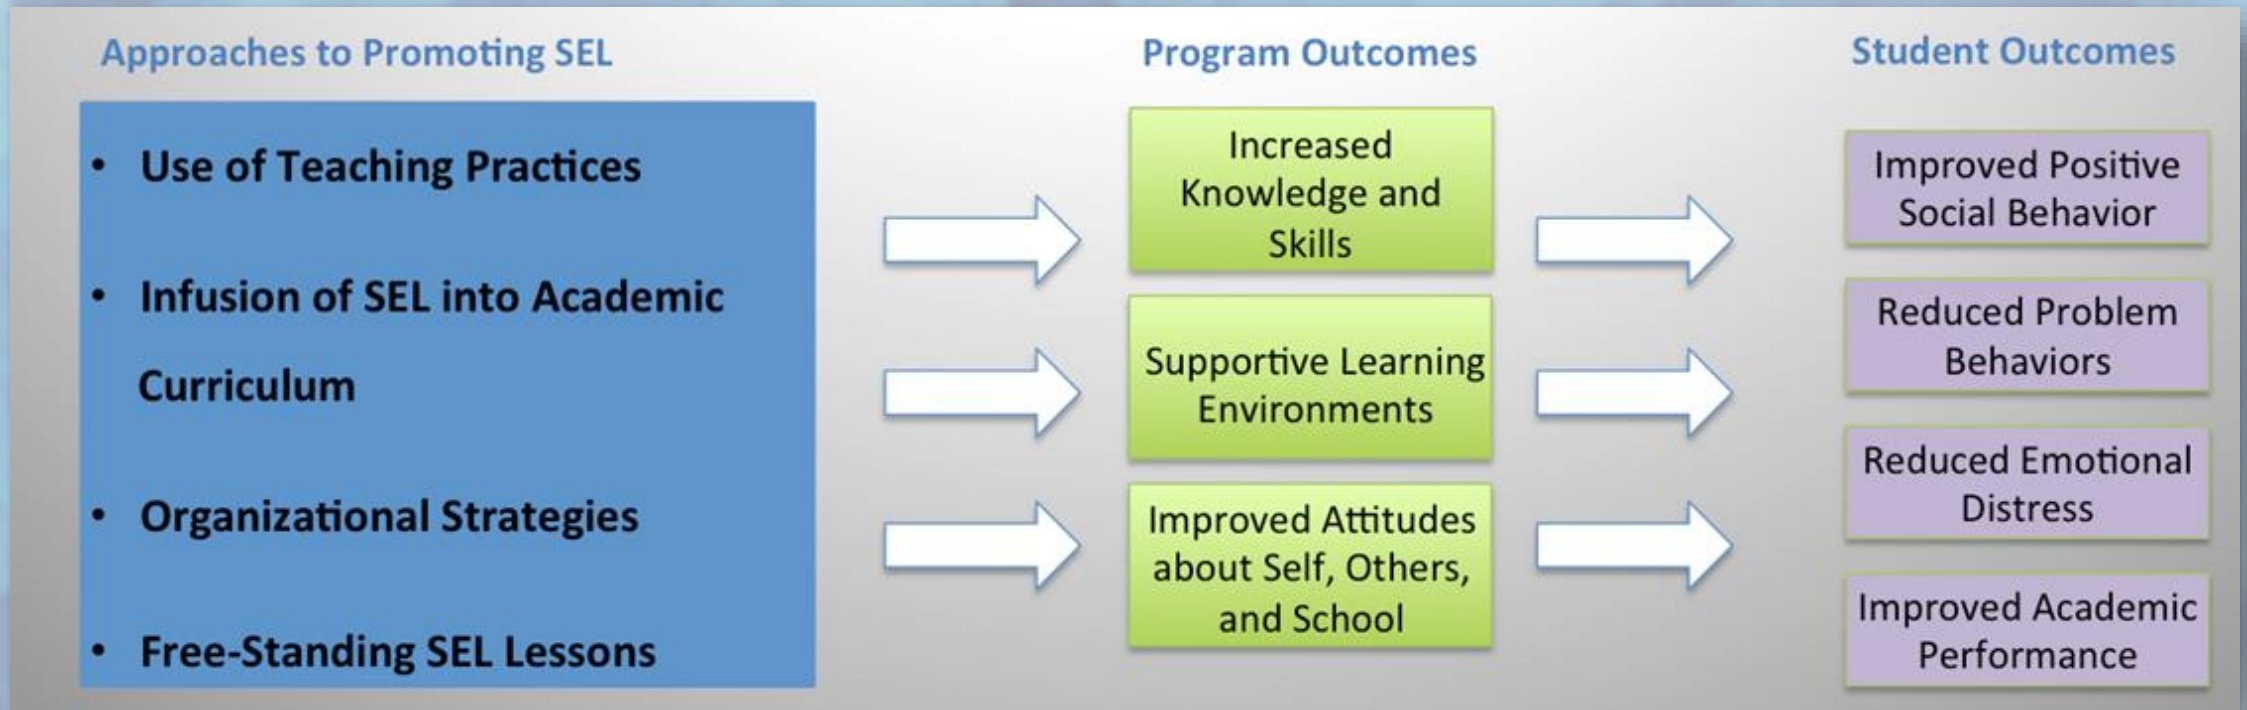 Approaches to Promoting SEL
• Use of Teaching Practices
• Infusion of SEL into Academic
Curriculum
• Organizational Strategies
• Free-Standing SEL Lessons
Program Outcomes
Increased
Knowledge and
Skills
Supportive Learning
Environments
Improved Attitudes
about Self, Others,
and School
Student Outcomes
Improved Positive
Social Behavior
Reduced Problem
Behaviors
Reduced Emotional
Distress
Improved Academic
Performance